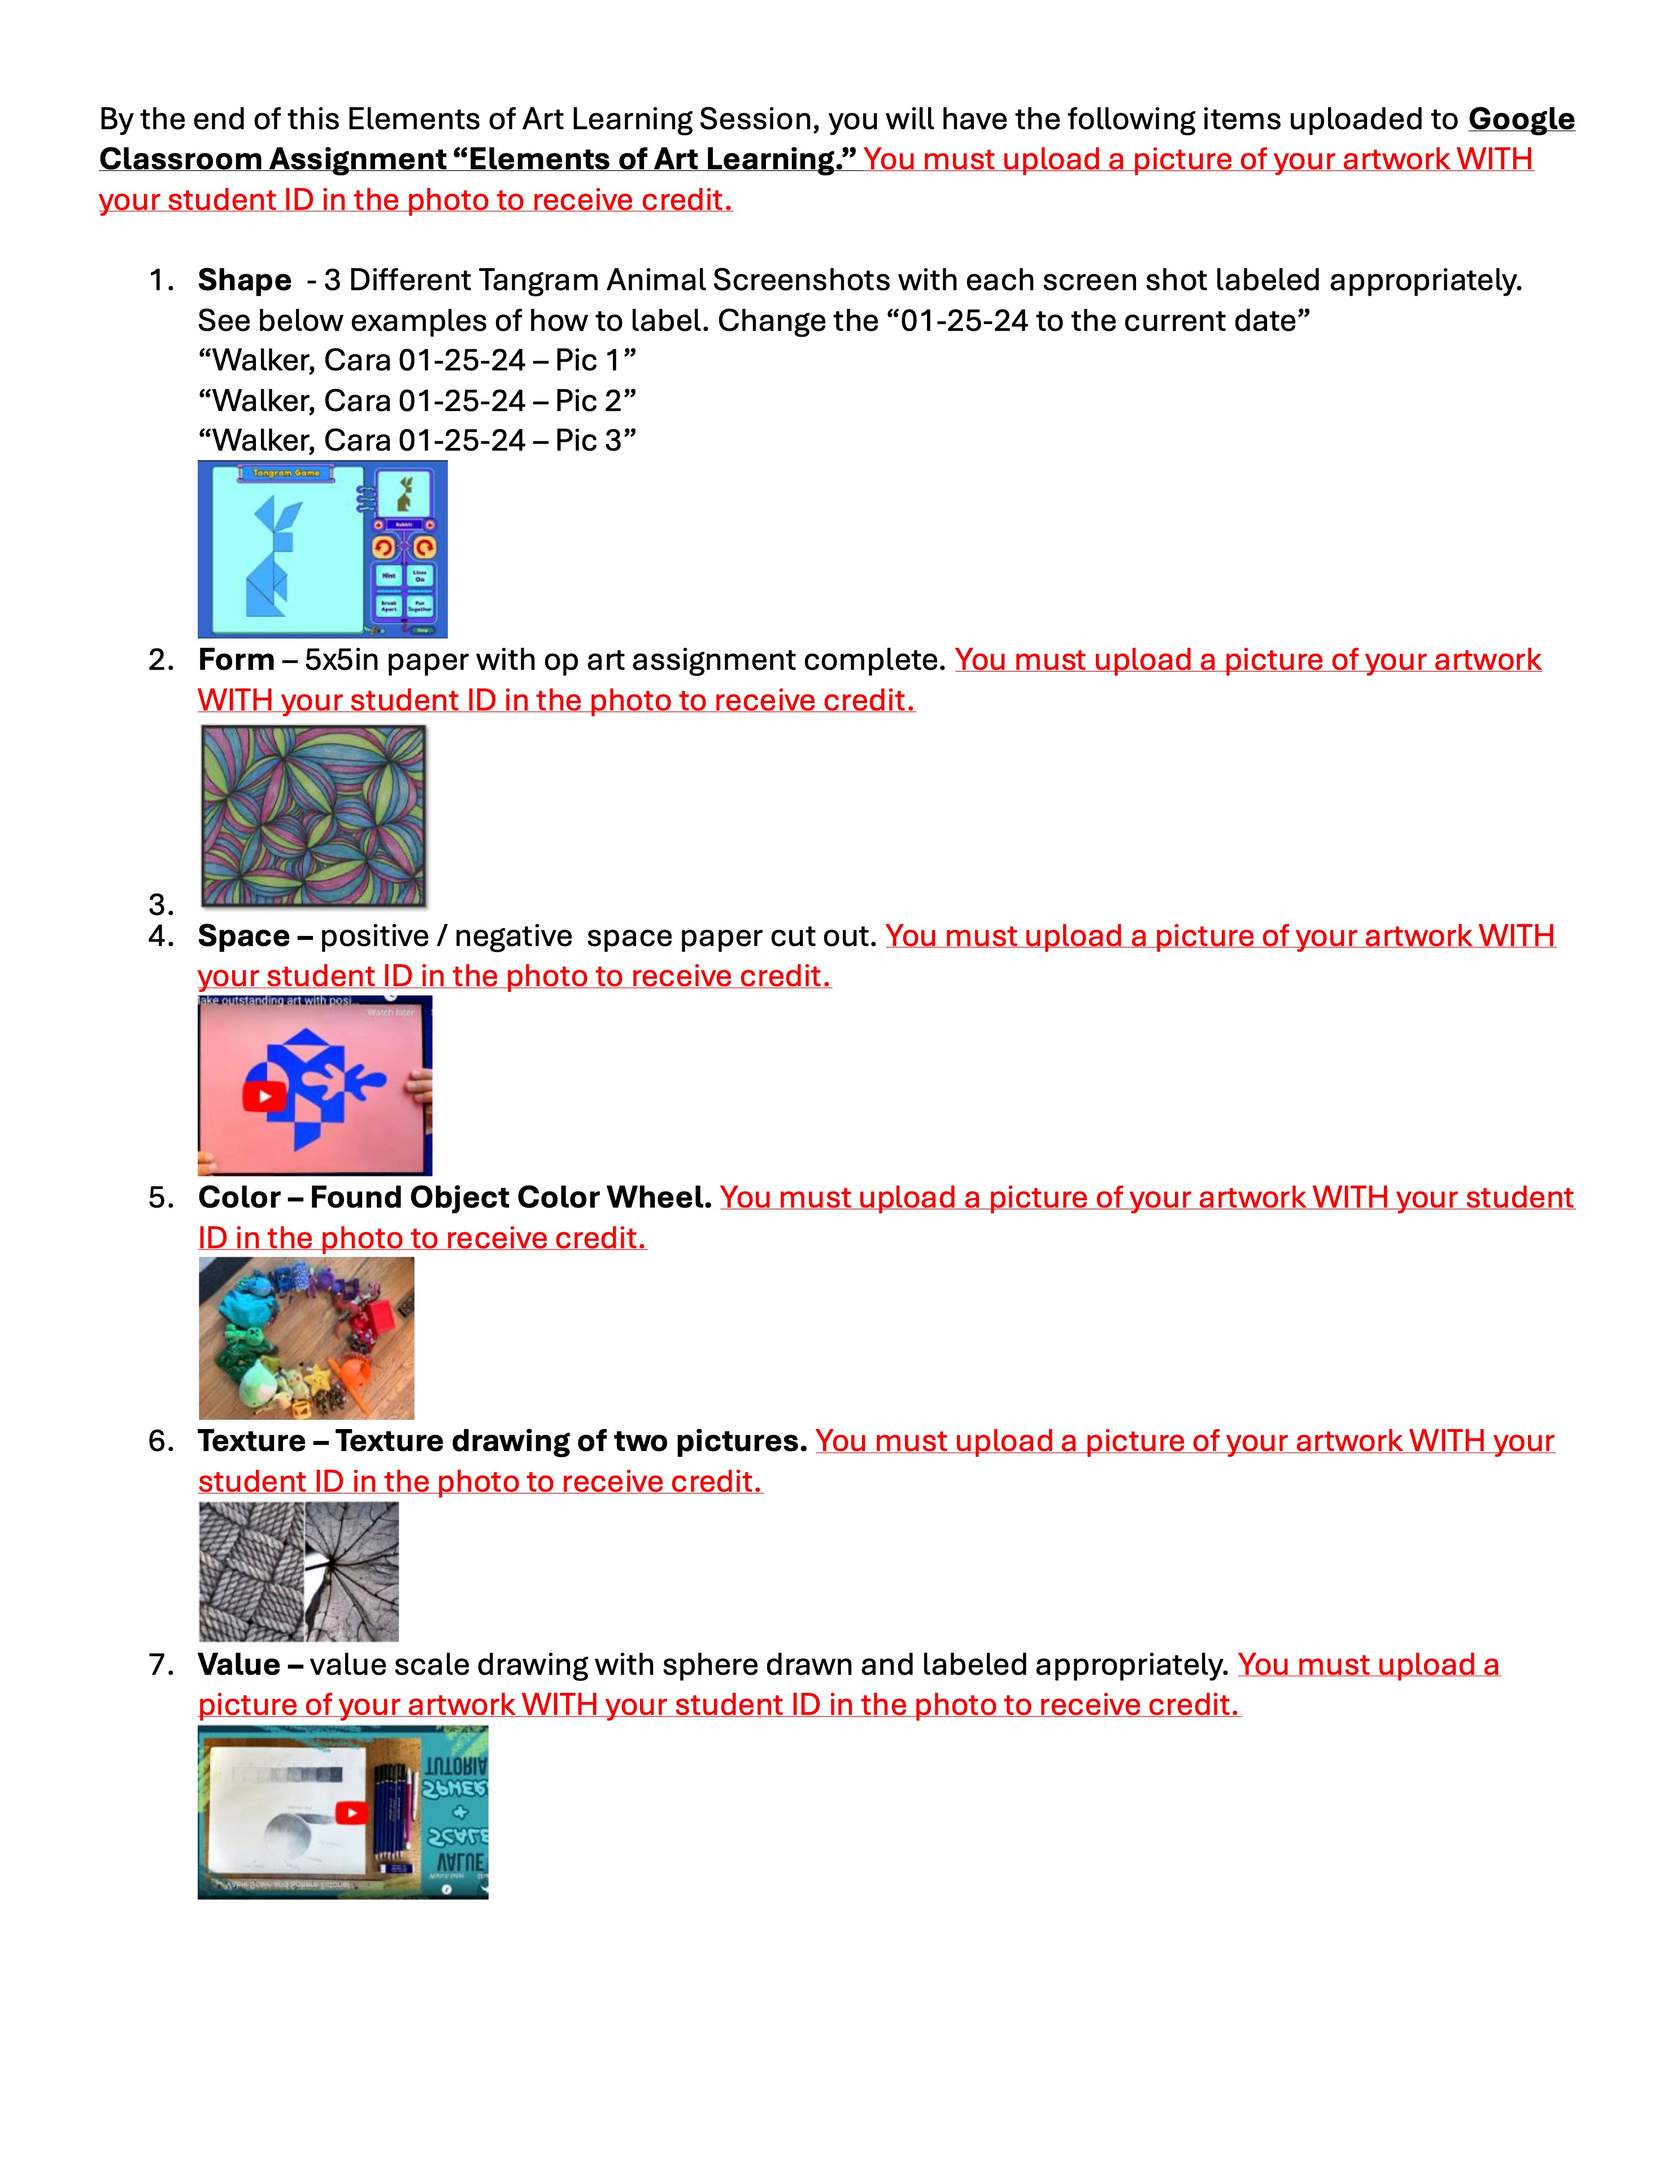 By the end of this Elements of Art Learning Session, you will have the following items uploaded to Google
Classroom Assignment “Elements of Art Learning.” You must upload a picture of your artwork WITH
your student ID in the photo to receive credit.
1. Shape  - 3 Different Tangram Animal Screenshots with each screen shot labeled appropriately.
See below examples of how to label. Change the “01-25-24 to the current date”
“Walker, Cara 01-25-24 – Pic 1”
“Walker, Cara 01-25-24 – Pic 2”
“Walker, Cara 01-25-24 – Pic 3”
Tangram Game
Rabbit
Hint
Lines
On
Break
Apart
Put
Together
2. Form – 5x5in paper with op art assignment complete. You must upload a picture of your artwork
WITH your student ID in the photo to receive credit.
3.
4. Space – positive / negative  space paper cut out. You must upload a picture of your artwork WITH
your student ID in the photo to receive credit.
lake outstanding art with posi...
Watch later
5. Color – Found Object Color Wheel. You must upload a picture of your artwork WITH your student
ID in the photo to receive credit.
6. Texture – Texture drawing of two pictures. You must upload a picture of your artwork WITH your
student ID in the photo to receive credit.
7. Value – value scale drawing with sphere drawn and labeled appropriately. You must upload a
picture of your artwork WITH your student ID in the photo to receive credit.
VALUE
SCALE
+
SPHERE
TUTORIA